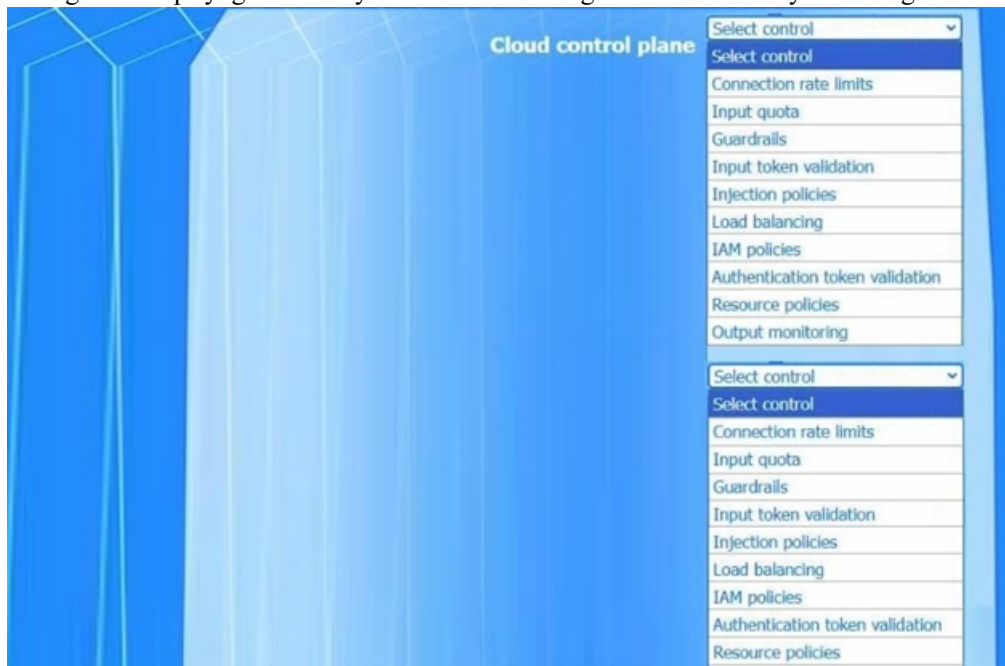 Select control
Cloud control plane
Select control
Connection rate limits
Input quota
Guardrails
Input token validation
Injection policies
Load balancing
IAM policies
Authentication token validation
Resource policies
Output monitoring
Select control
Select control
Connection rate limits
Input quota
Guardrails
Input token validation
Injection policies
Load balancing
IAM policies
Authentication token validation
Resource policies